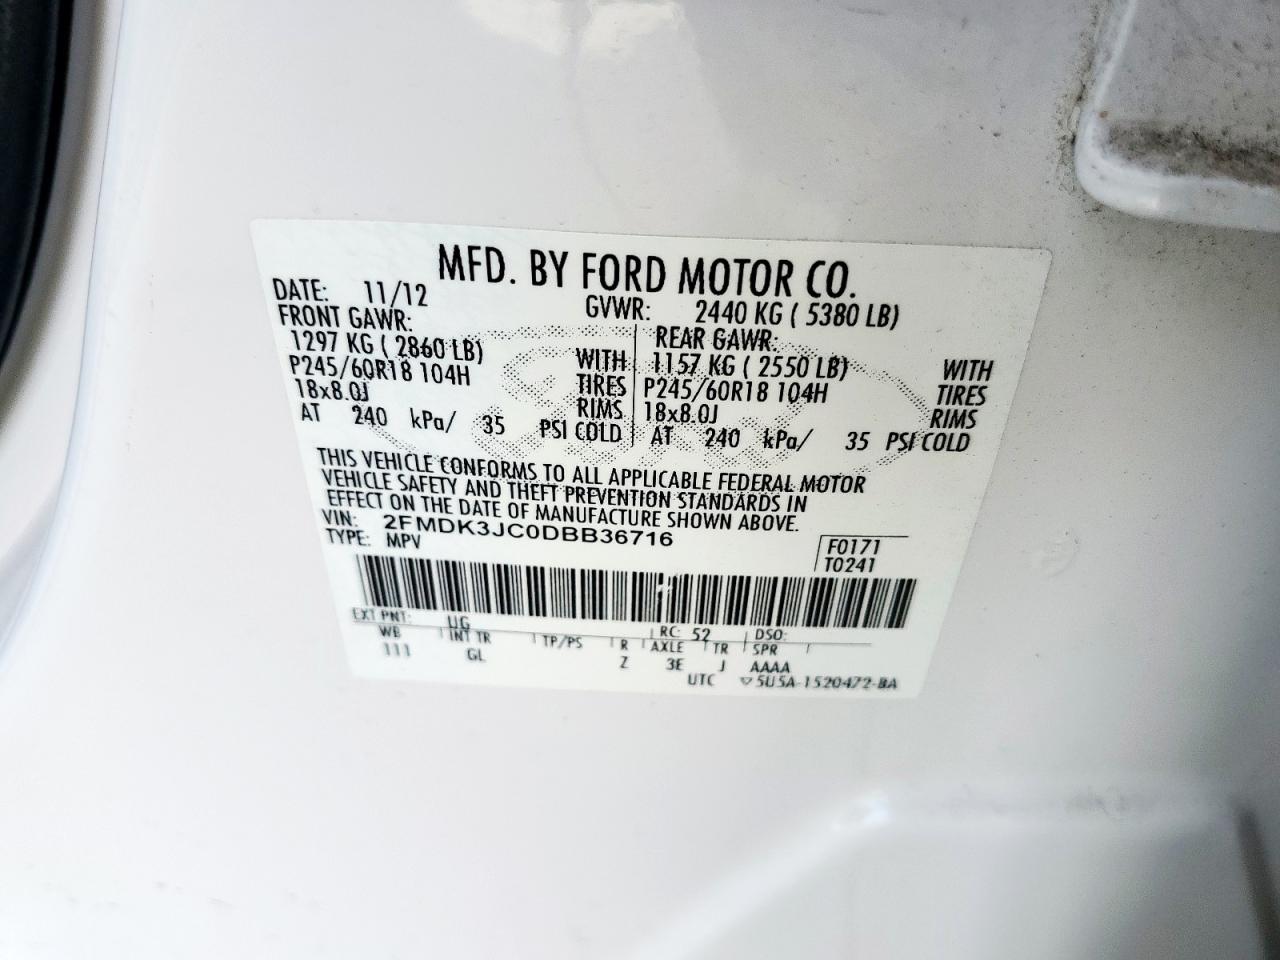 MFD. BY FORD MOTOR CO.
DATE: 11/12 GVWR: 2440 KG ( 5380 LB)
FRONT GAWR: REAR GAWR:
1297 KG ( 2860 LB) WITH 1157 KG ( 2550 LB) WITH
P245/60R18 104H TIRES P245/60R18 104H TIRES
18x8.0J RIMS 18x8.0J RIMS
AT 240 kPa/ 35 PSI COLD AT 240 kPa/ 35 PSI COLD
THIS VEHICLE CONFORMS TO ALL APPLICABLE FEDERAL MOTOR
VEHICLE SAFETY AND THEFT PREVENTION STANDARDS IN
EFFECT ON THE DATE OF MANUFACTURE SHOWN ABOVE.
VIN: 2FMDK3JC0DBB36716
TYPE: MPV F0171
T0241
EXT PNT: UG RC: 52 DSO:
WB INT TR TP/PS R AXLE TR SPR
111 GL Z 3E J AAAA
UTC ▽5U5A-1520472-BA